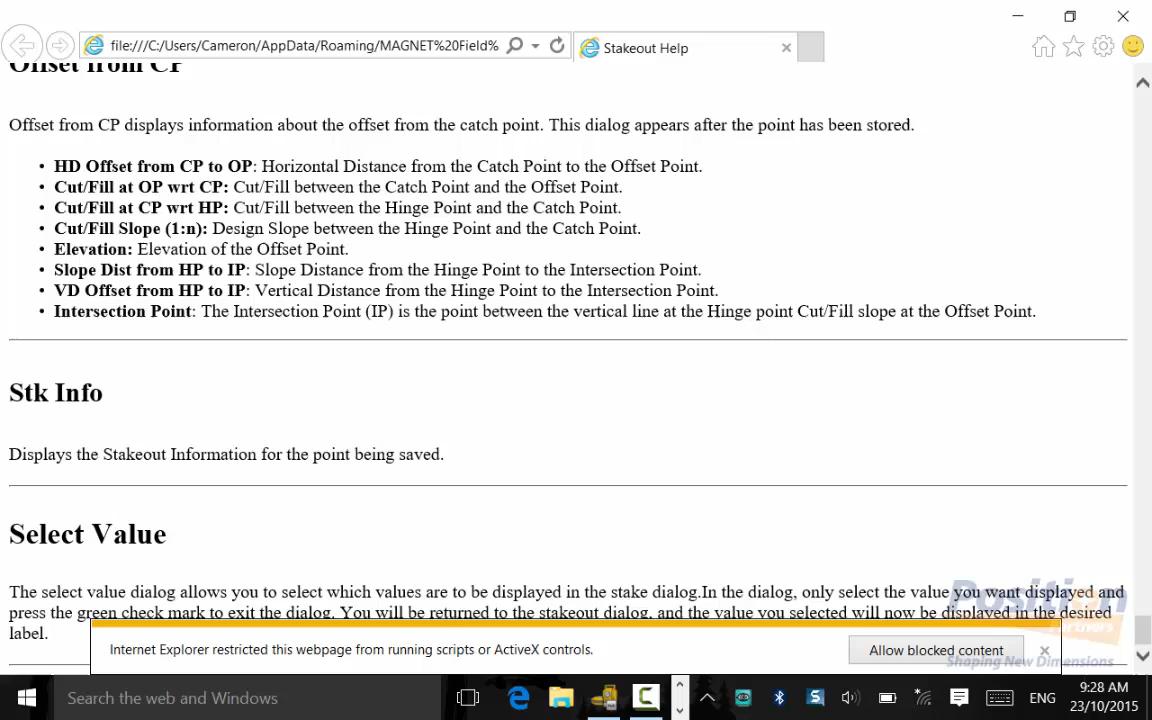 file:///C:/Users/Cameron/AppData/Roaming/MAGNET%20Field%
Stakeout Help
Offset from CP
Offset from CP displays information about the offset from the catch point. This dialog appears after the point has been stored.
• HD Offset from CP to OP: Horizontal Distance from the Catch Point to the Offset Point.
• Cut/Fill at OP wrt CP: Cut/Fill between the Catch Point and the Offset Point.
• Cut/Fill at CP wrt HP: Cut/Fill between the Hinge Point and the Catch Point.
• Cut/Fill Slope (1:n): Design Slope between the Hinge Point and the Catch Point.
• Elevation: Elevation of the Offset Point.
• Slope Dist from HP to IP: Slope Distance from the Hinge Point to the Intersection Point.
• VD Offset from HP to IP: Vertical Distance from the Hinge Point to the Intersection Point.
• Intersection Point: The Intersection Point (IP) is the point between the vertical line at the Hinge point Cut/Fill slope at the Offset Point.
Stk Info
Displays the Stakeout Information for the point being saved.
Select Value
The select value dialog allows you to select which values are to be displayed in the stake dialog.In the dialog, only select the value you want displayed and
press the green check mark to exit the dialog. You will be returned to the stakeout dialog, and the value you selected will now be displayed in the desired
label.
Position
Partners
Shaping New Dimensions
Internet Explorer restricted this webpage from running scripts or ActiveX controls.
Allow blocked content
Search the web and Windows
ENG
9:28 AM
23/10/2015